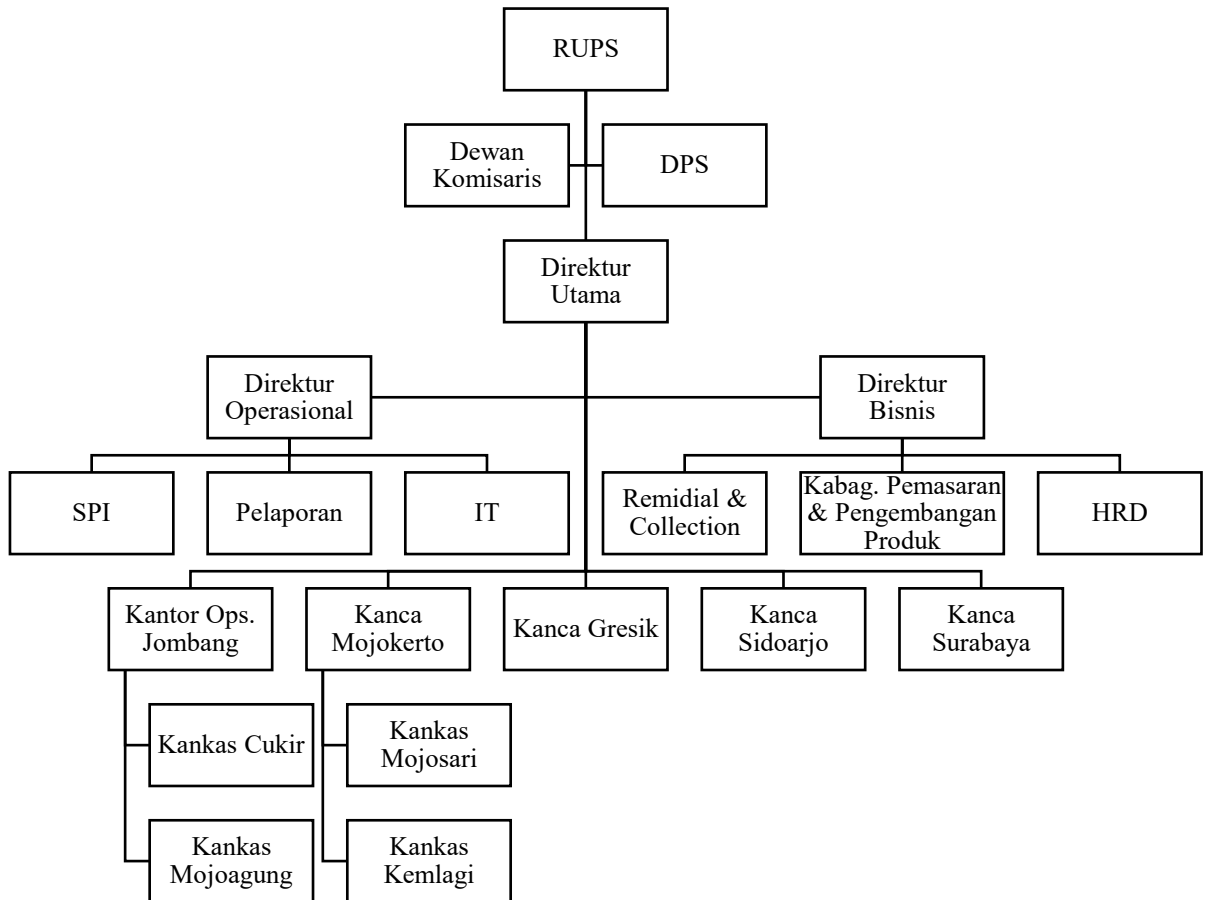 RUPS
Dewan
Komisaris
DPS
Direktur
Utama
Direktur
Operasional
Direktur
Bisnis
SPI
Pelaporan
IT
Remidial &
Collection
Kabag. Pemasaran
& Pengembangan
Produk
HRD
Kantor Ops.
Jombang
Kanca
Mojokerto
Kanca Gresik
Kanca
Sidoarjo
Kanca
Surabaya
Kankas Cukir
Kankas
Mojosari
Kankas
Mojoagung
Kankas
Kemlagi